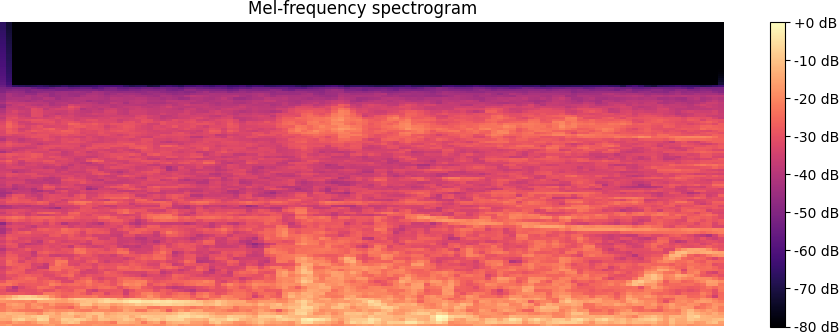 Mel-frequency spectrogram
+0 dB
-10 dB
-20 dB
-30 dB
-40 dB
-50 dB
-60 dB
-70 dB
-80 dB